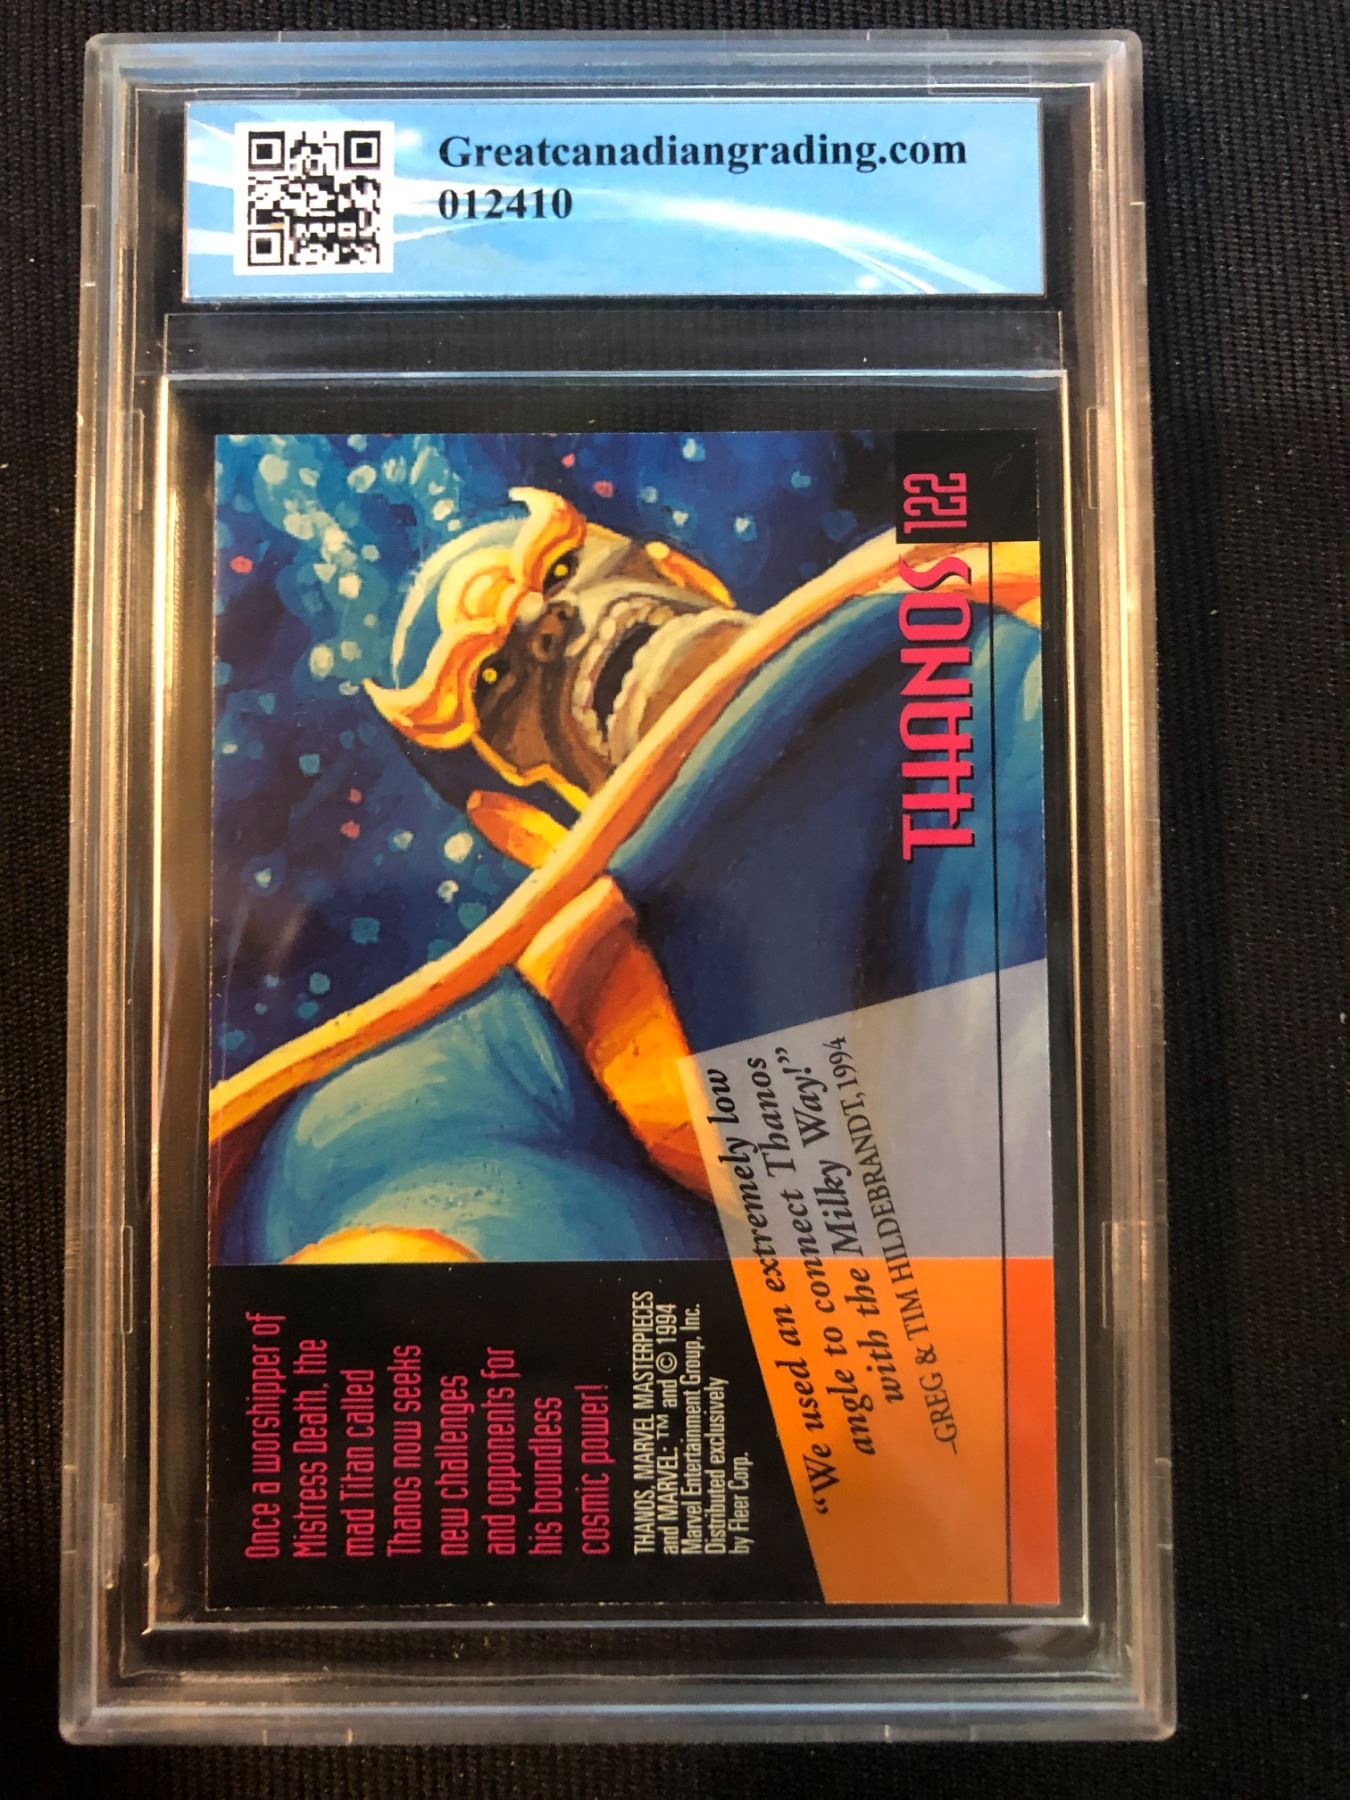 Greatcanadiangrading.com
012410
THANOS 122
Once a worshipper of
Mistress Death, the
mad Titan called
Thanos now seeks
new challenges
and opponents for
his boundless
cosmic power!
THANOS, MARVEL MASTERPIECES
and MARVEL: ™ and © 1994
Marvel Entertainment Group, Inc.
Distributed exclusively
by Fleer Corp.
“We used an extremely low
angle to connect Thanos
with the Milky Way!”
–GREG & TIM HILDEBRANDT, 1994